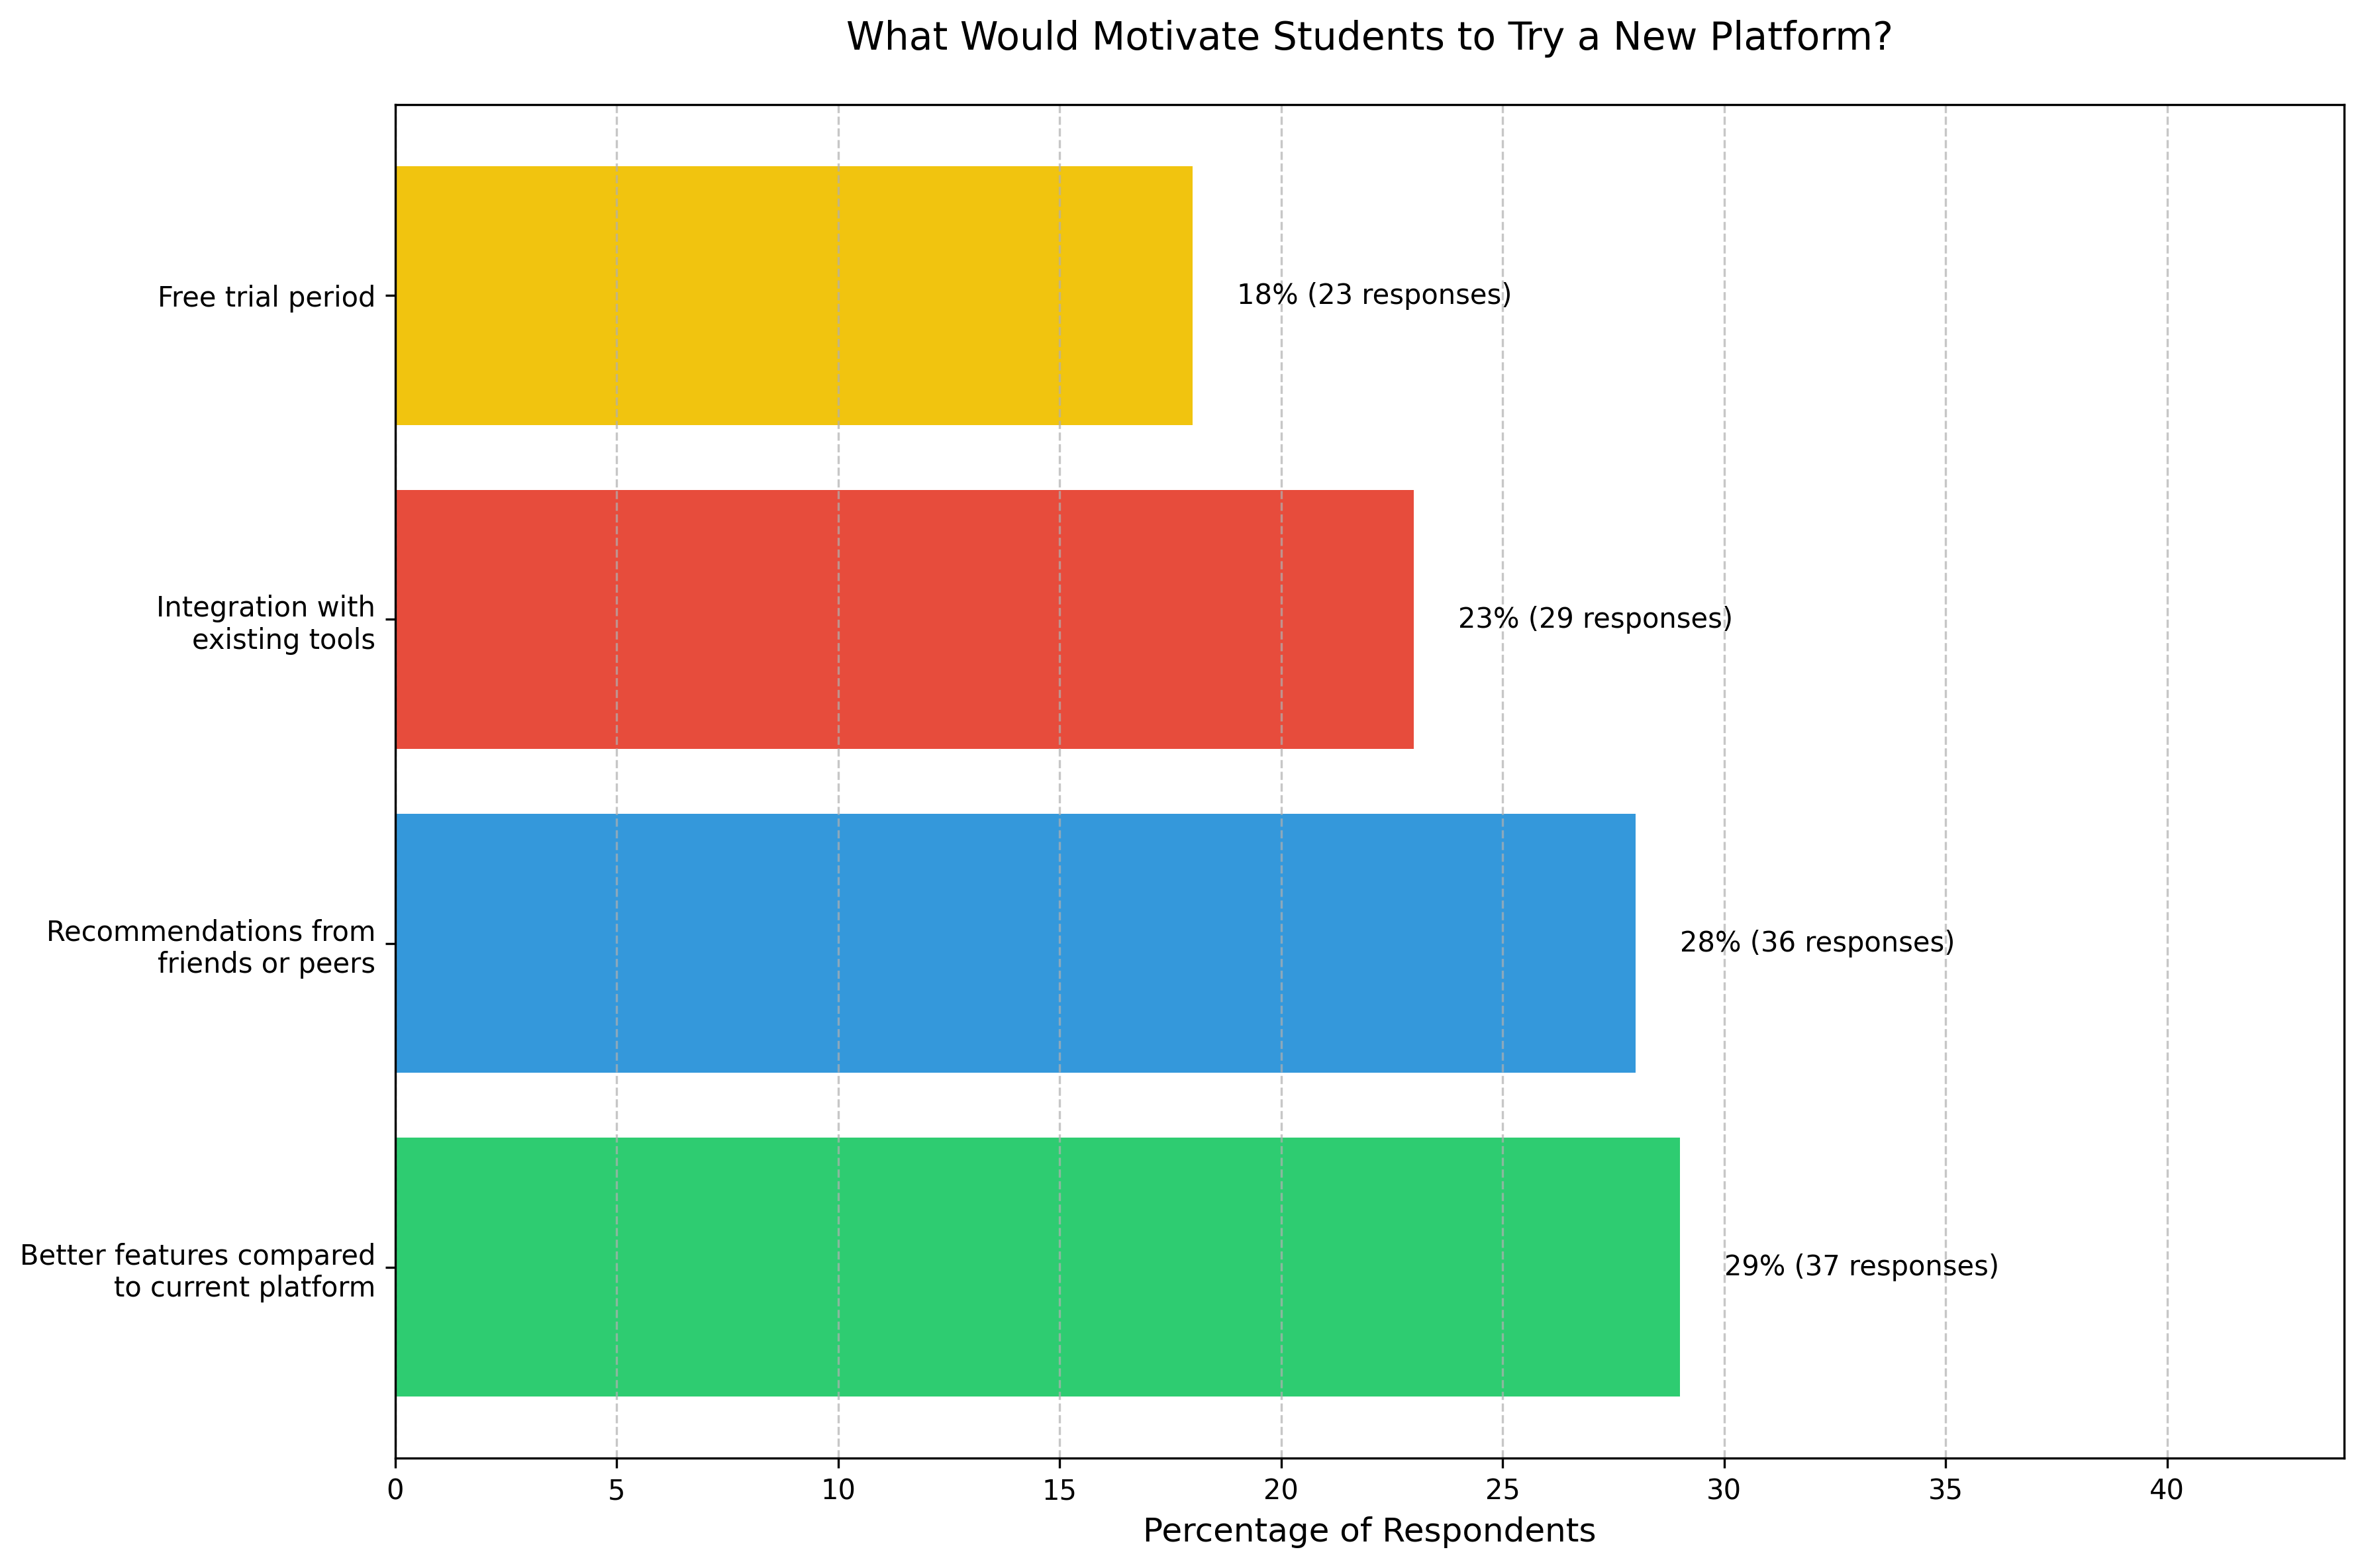 What Would Motivate Students to Try a New Platform?
Free trial period
18% (23 responses)
Integration with
existing tools
23% (29 responses)
Recommendations from
friends or peers
28% (36 responses)
Better features compared
to current platform
29% (37 responses)
0 5 10 15 20 25 30 35 40
Percentage of Respondents